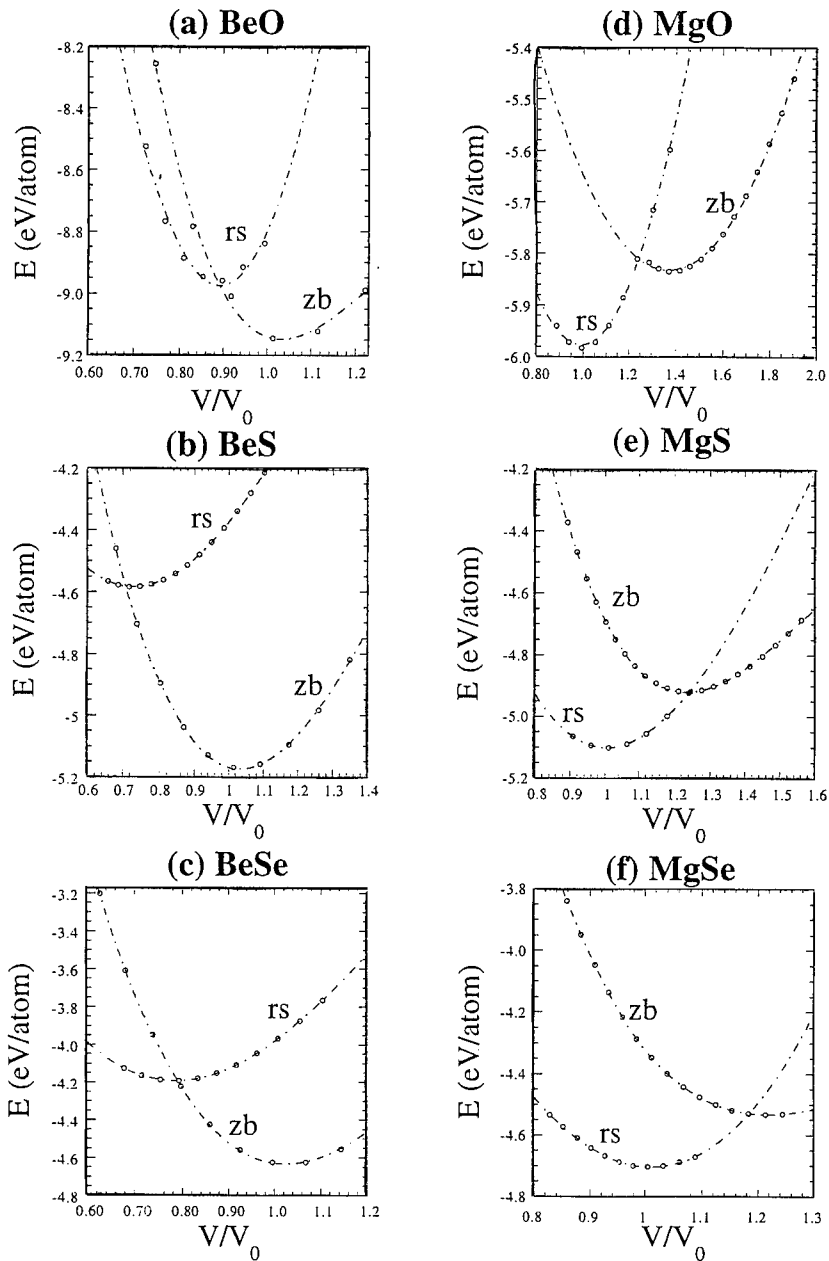 (a) BeO
-8.2
-8.4
-8.6
-8.8
-9.0
-9.2
E (eV/atom)
rs
zb
0.60
0.70
0.80
0.90
1.0
1.1
1.2
V/V0
(b) BeS
-4.2
-4.4
-4.6
-4.8
-5
-5.2
E (eV/atom)
rs
zb
0.6
0.7
0.8
0.9
1.0
1.1
1.2
1.3
1.4
V/V0
(c) BeSe
-3.2
-3.4
-3.6
-3.8
-4.0
-4.2
-4.4
-4.6
-4.8
E (eV/atom)
rs
zb
0.60
0.70
0.80
0.90
1.0
1.1
1.2
V/V0
(d) MgO
-5.4
-5.5
-5.6
-5.7
-5.8
-5.9
-6.0
E (eV/atom)
zb
rs
0.80
1.0
1.2
1.4
1.6
1.8
2.0
V/V0
(e) MgS
-4.2
-4.4
-4.6
-4.8
-5.0
-5.2
E (eV/atom)
zb
rs
0.8
0.9
1.0
1.1
1.2
1.3
1.4
1.5
1.6
V/V0
(f) MgSe
-3.8
-4.0
-4.2
-4.4
-4.6
-4.8
E (eV/atom)
zb
rs
0.8
0.9
1
1.1
1.2
1.3
V/V0